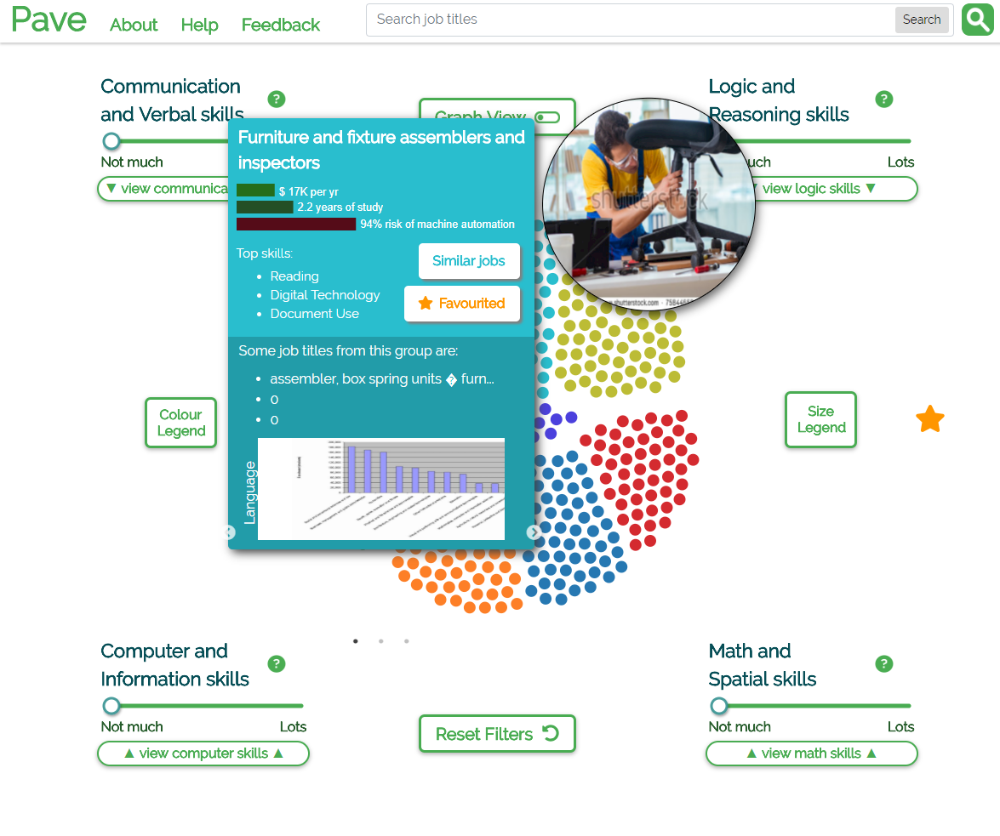 Pave
About
Help
Feedback
Search job titles
Search
Communication
and Verbal skills
?
Not much
▼ view communica
Graph View
Logic and
Reasoning skills
?
uch
Lots
view logic skills ▼
Furniture and fixture assemblers and
inspectors
$ 17K per yr
2.2 years of study
94% risk of machine automation
Top skills:
Reading
Digital Technology
Document Use
Similar jobs
Favourited
shutterstock
Some job titles from this group are:
assembler, box spring units � furn...
0
0
Language
Colour
Legend
Size
Legend
Computer and
Information skills
?
Not much
Lots
▲ view computer skills ▲
Reset Filters
Math and
Spatial skills
?
Not much
Lots
▲ view math skills ▲